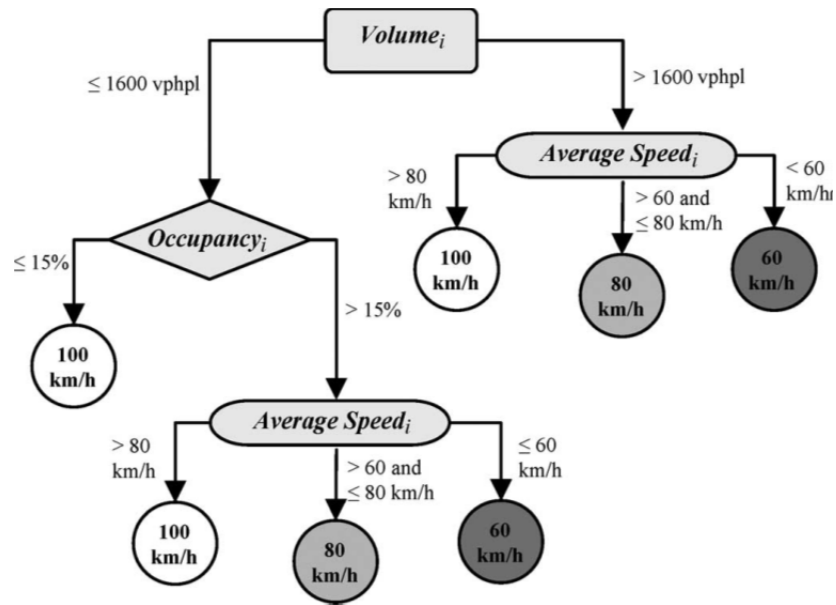 Volumeᵢ
≤ 1600 vphpl
> 1600 vphpl
Average Speedᵢ
> 80
km/h
> 60 and
≤ 80 km/h
< 60
km/h
100
km/h
80
km/h
60
km/h
Occupancyᵢ
≤ 15%
> 15%
100
km/h
Average Speedᵢ
> 80
km/h
> 60 and
≤ 80 km/h
≤ 60
km/h
100
km/h
80
km/h
60
km/h